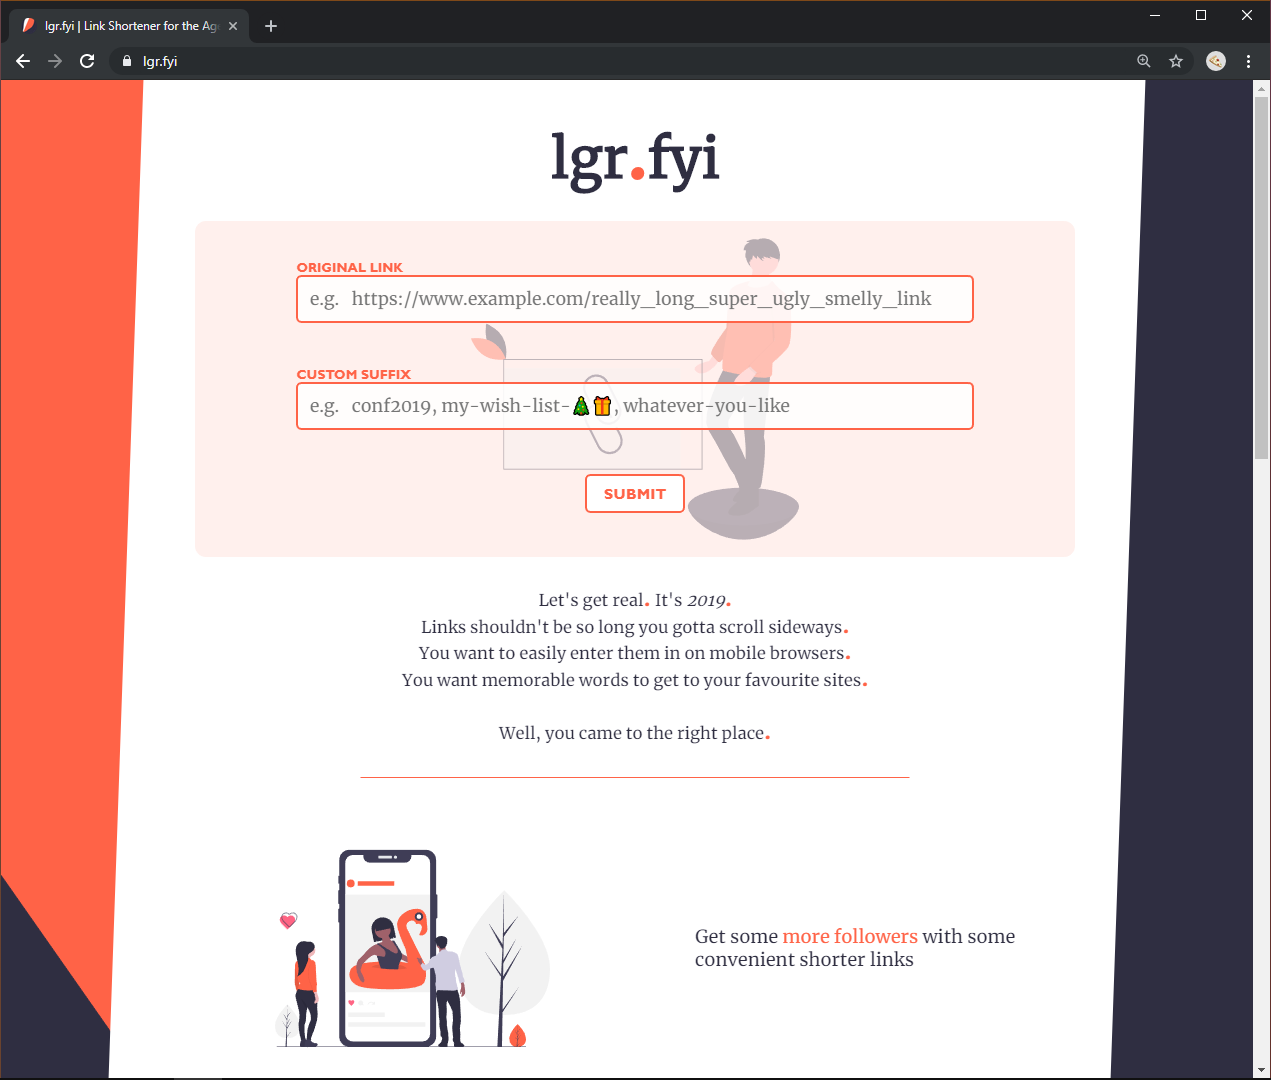 lgr.fyi | Link Shortener for the Ag
lgr.fyi
lgr.fyi
ORIGINAL LINK
e.g. https://www.example.com/really_long_super_ugly_smelly_link
CUSTOM SUFFIX
e.g. conf2019, my-wish-list-🎄🎁, whatever-you-like
SUBMIT
Let's get real. It's 2019.
Links shouldn't be so long you gotta scroll sideways.
You want to easily enter them in on mobile browsers.
You want memorable words to get to your favourite sites.
Well, you came to the right place.
Get some more followers with some
convenient shorter links